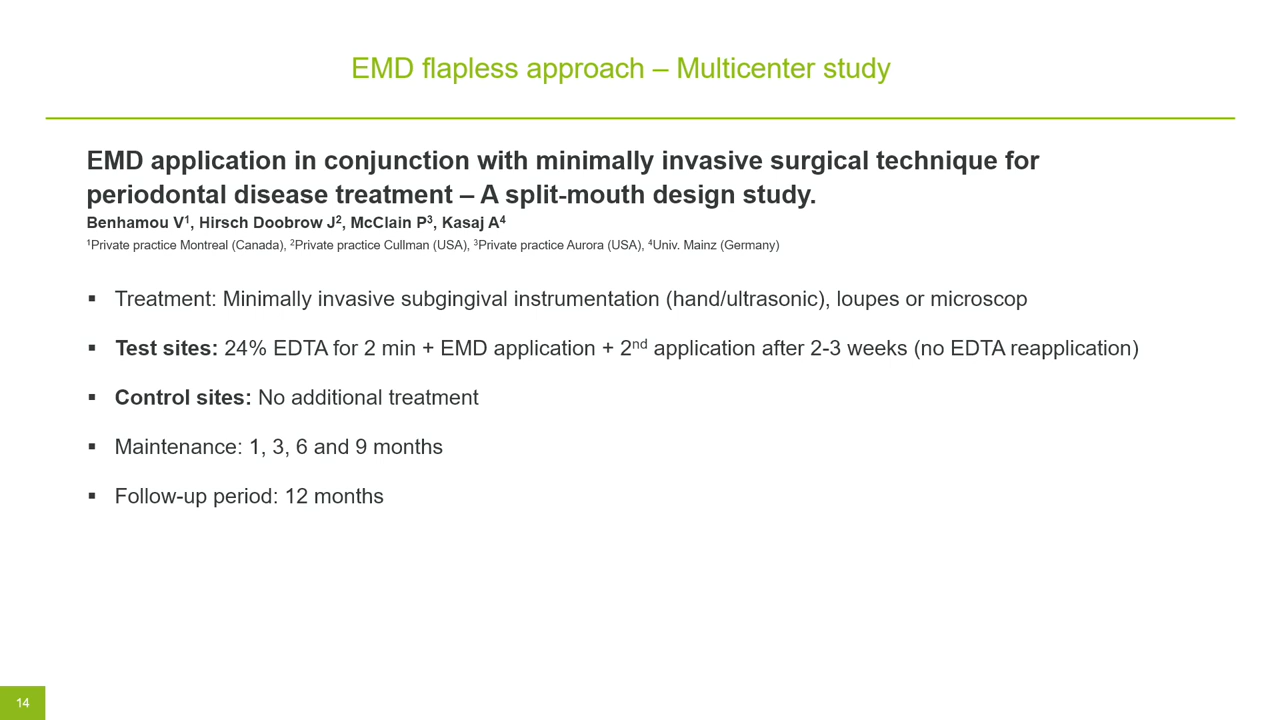 EMD flapless approach – Multicenter study
EMD application in conjunction with minimally invasive surgical technique for
periodontal disease treatment – A split-mouth design study.
Benhamou V¹, Hirsch Doobrow J², McClain P³, Kasaj A⁴
¹Private practice Montreal (Canada), ²Private practice Cullman (USA), ³Private practice Aurora (USA), ⁴Univ. Mainz (Germany)
▪ Treatment: Minimally invasive subgingival instrumentation (hand/ultrasonic), loupes or microscop
▪ Test sites: 24% EDTA for 2 min + EMD application + 2ⁿᵈ application after 2-3 weeks (no EDTA reapplication)
▪ Control sites: No additional treatment
▪ Maintenance: 1, 3, 6 and 9 months
▪ Follow-up period: 12 months
14